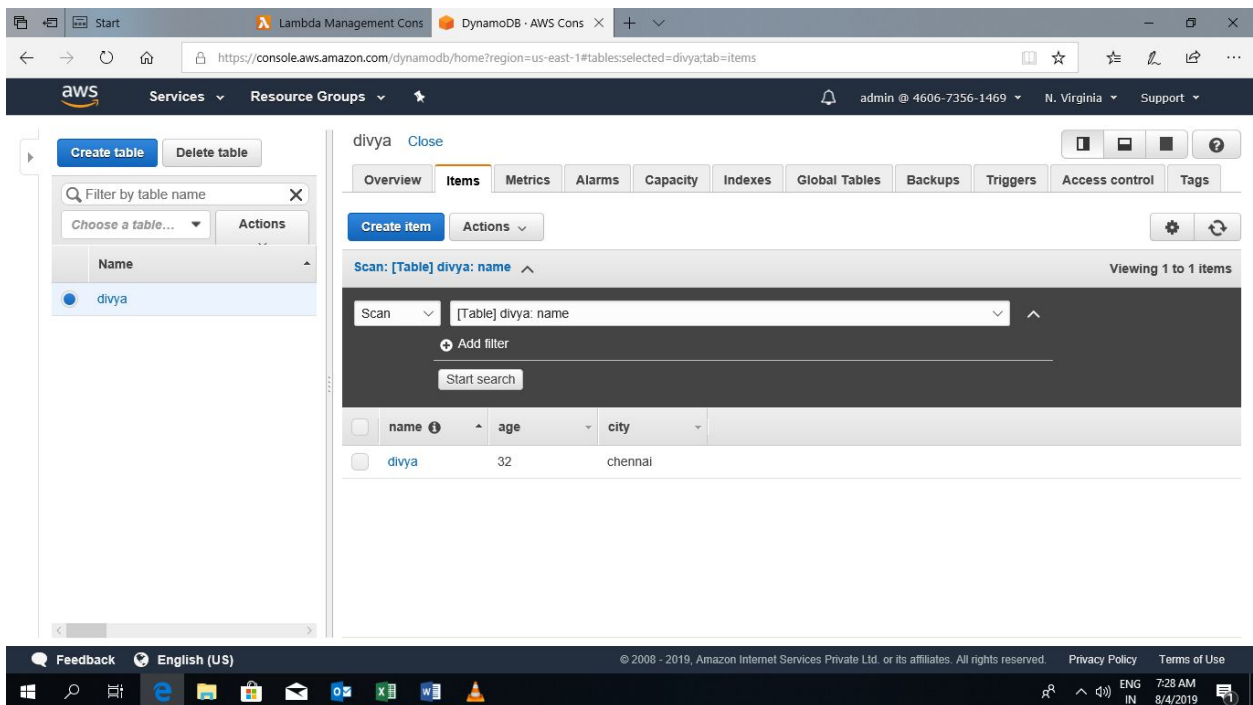 Start
Lambda Management Cons
DynamoDB · AWS Cons
https://console.aws.amazon.com/dynamodb/home?region=us-east-1#tables:selected=divya;tab=items
aws
Services
Resource Groups
admin @ 4606-7356-1469
N. Virginia
Support
Create table
Delete table
Filter by table name
Choose a table...
Actions
Name
divya
divya Close
Overview
Items
Metrics
Alarms
Capacity
Indexes
Global Tables
Backups
Triggers
Access control
Tags
Create item
Actions
Scan: [Table] divya: name
Viewing 1 to 1 items
Scan
[Table] divya: name
Add filter
Start search
name
age
city
divya
32
chennai
Feedback
English (US)
© 2008 - 2019, Amazon Internet Services Private Ltd. or its affiliates. All rights reserved.
Privacy Policy
Terms of Use
ENG
IN
7:28 AM
8/4/2019